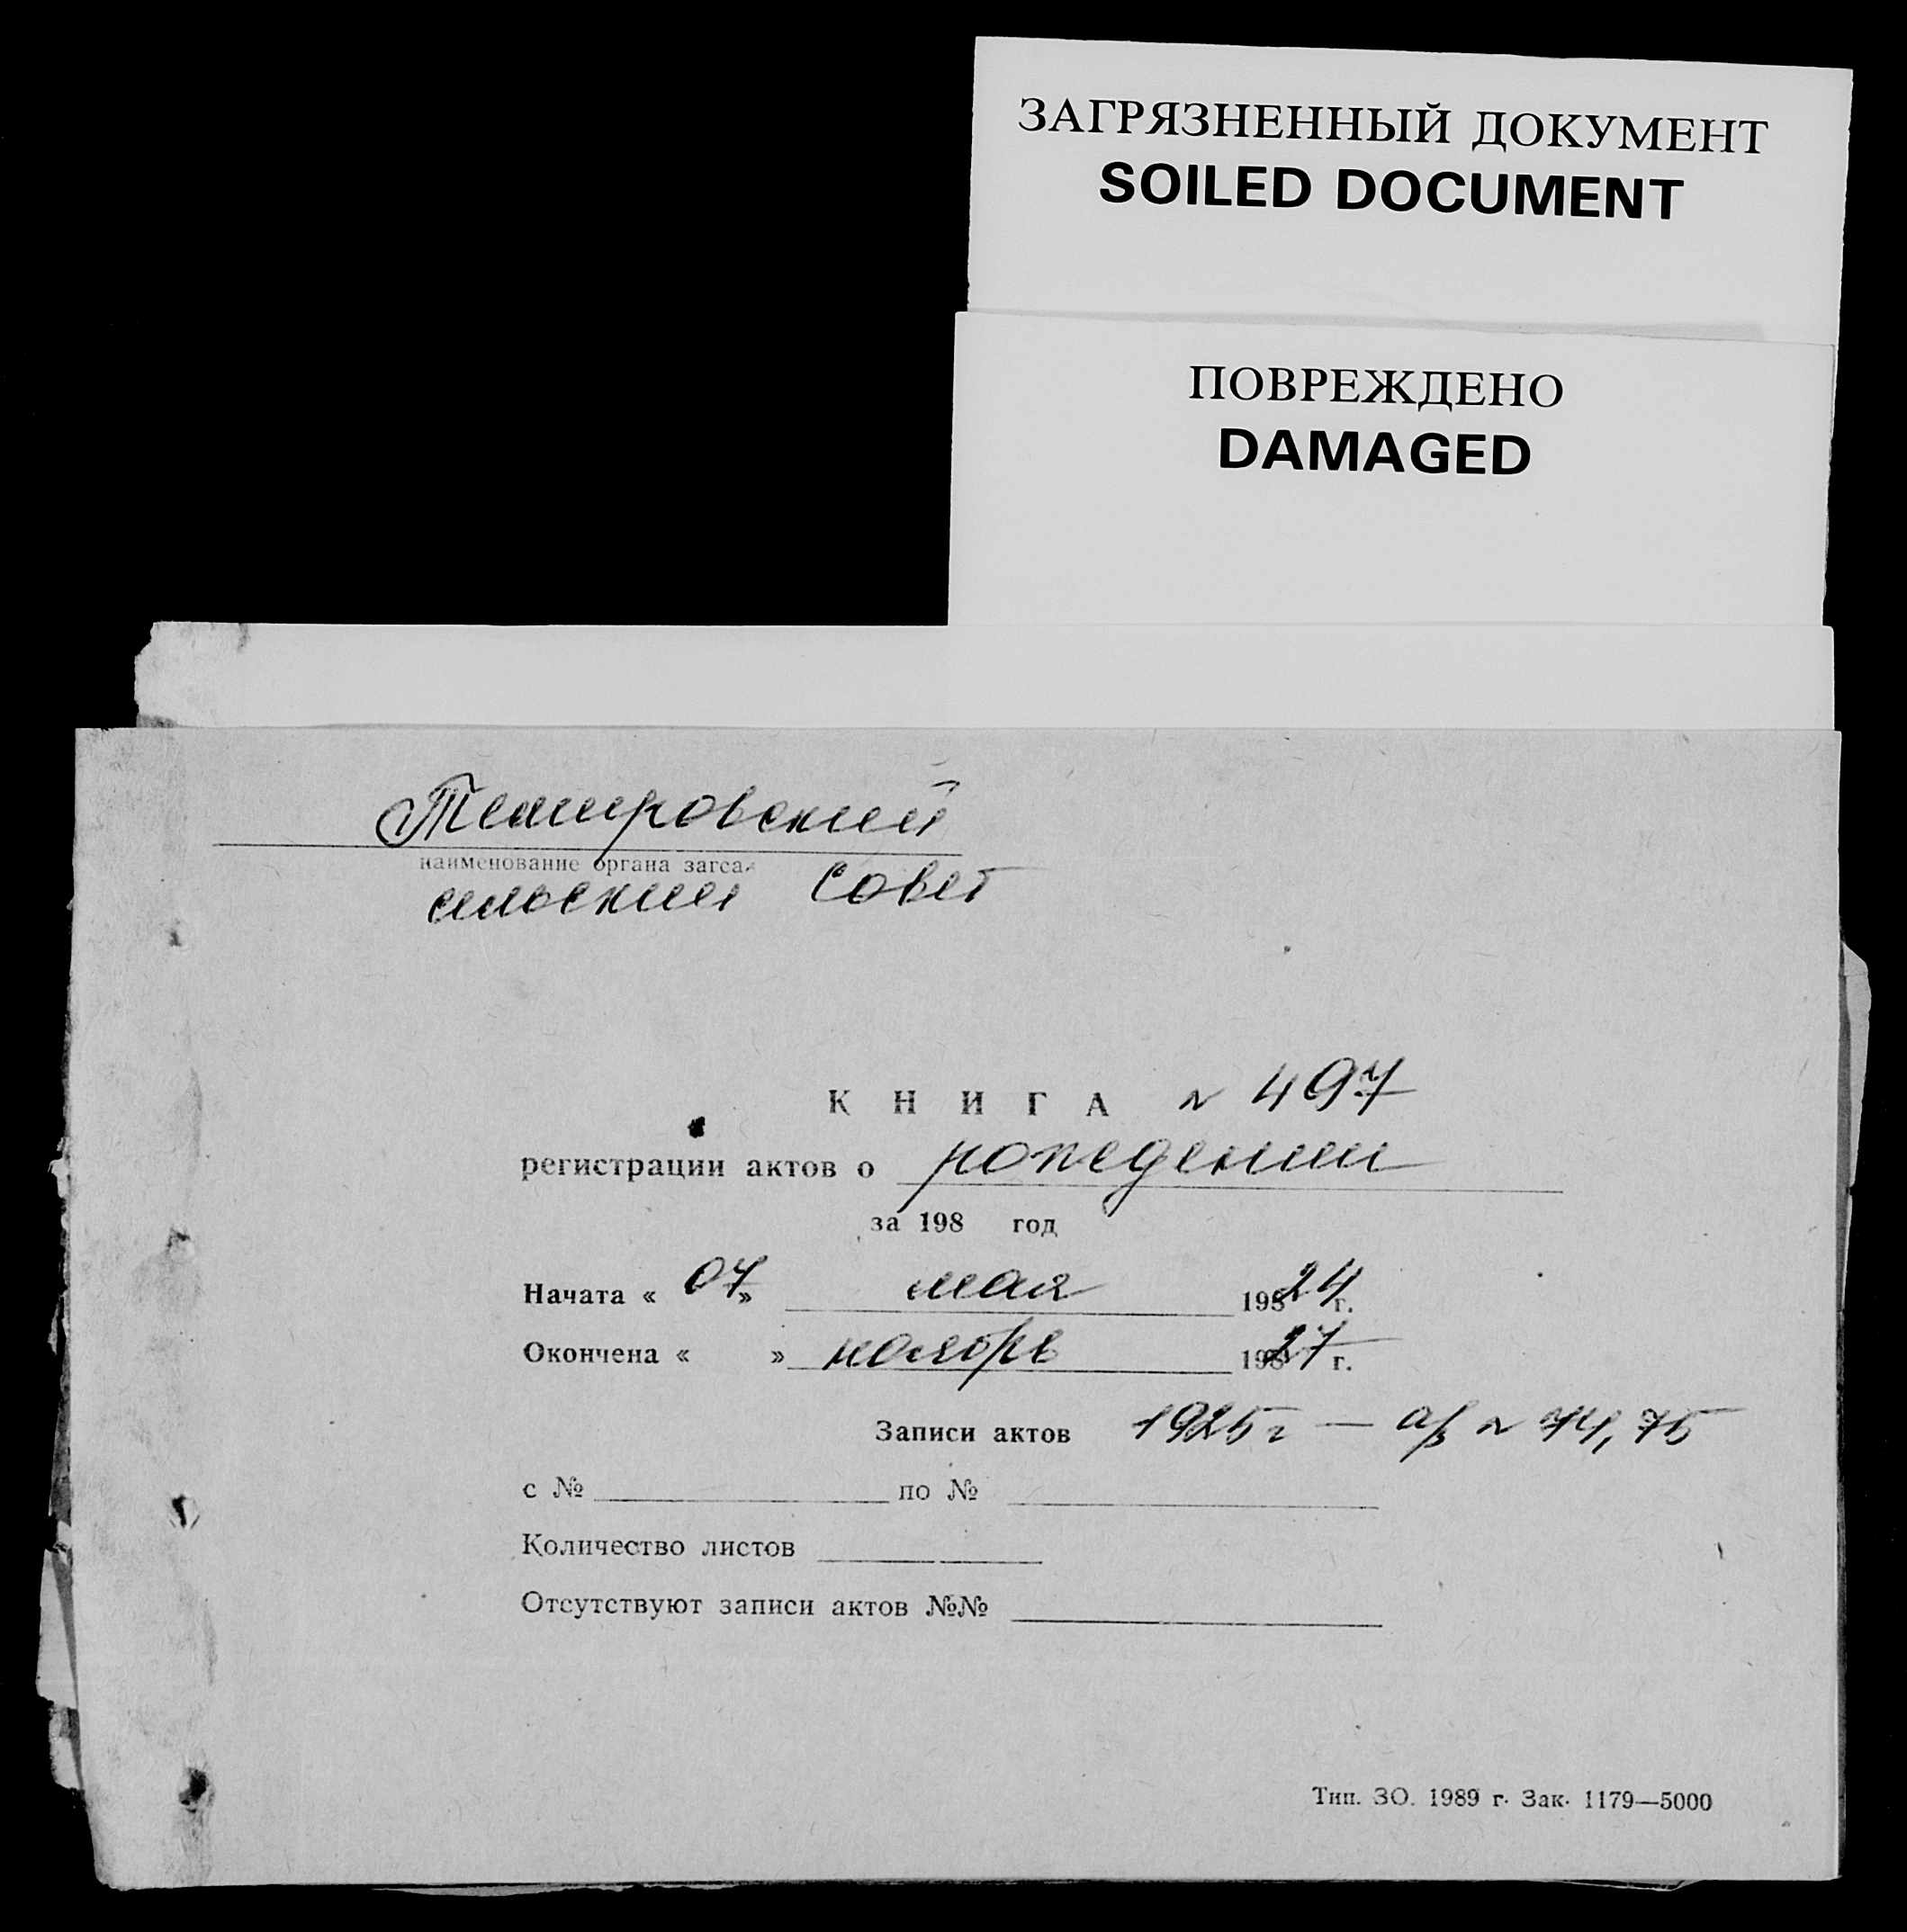 ЗАГРЯЗНЕННЫЙ ДОКУМЕНТ
SOILED DOCUMENT
ПОВРЕЖДЕНО
DAMAGED
Темировский
наименование органа загса
сельский Совет
КНИГА № 497
регистрации актов о рождении
за 198 год
Начата « 07 » мая 1924 г.
Окончена « » ноябрь 1927 г.
Записи актов 1925 г — а/з № 74, 75
с № по №
Количество листов
Отсутствуют записи актов №№
Тип. ЗО. 1989 г. Зак. 1179—5000